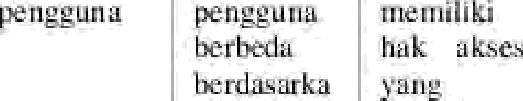 pengguna pengguna memiliki
berbeda hak akses
berdasarka yang